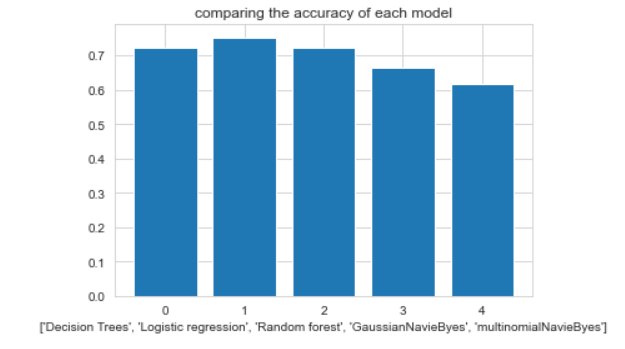 comparing the accuracy of each model
0.7
0.6
0.5
0.4
0.3
0.2
0.1
0.0
0 1 2 3 4
['Decision Trees', 'Logistic regression', 'Random forest', 'GaussianNavieByes', 'multinomialNavieByes']